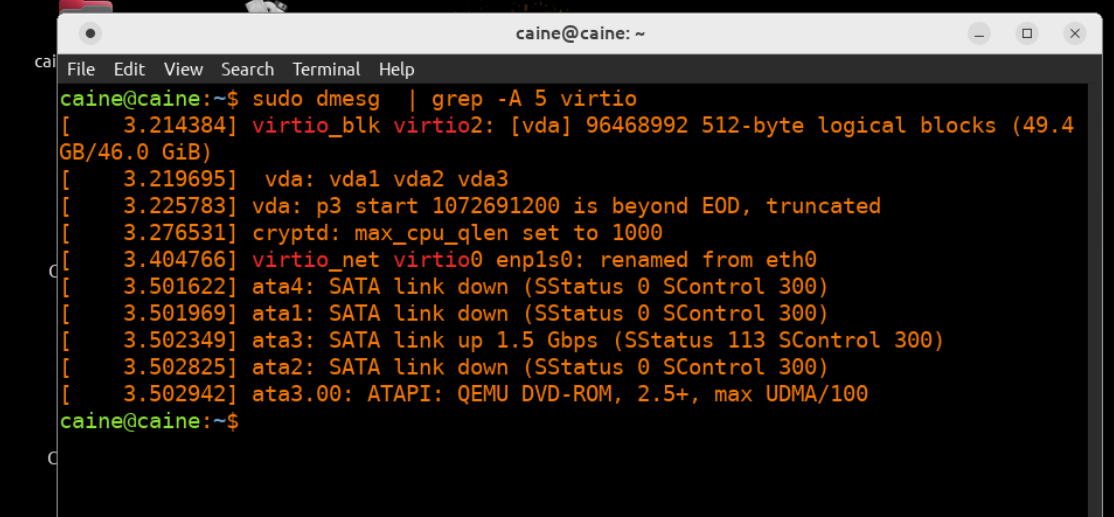 caine@caine: ~
cai
File Edit View Search Terminal Help
caine@caine:~$ sudo dmesg  | grep -A 5 virtio
[    3.214384] virtio_blk virtio2: [vda] 96468992 512-byte logical blocks (49.4
GB/46.0 GiB)
[    3.219695]  vda: vda1 vda2 vda3
[    3.225783] vda: p3 start 1072691200 is beyond EOD, truncated
[    3.276531] cryptd: max_cpu_qlen set to 1000
[    3.404766] virtio_net virtio0 enp1s0: renamed from eth0
[    3.501622] ata4: SATA link down (SStatus 0 SControl 300)
[    3.501969] ata1: SATA link down (SStatus 0 SControl 300)
[    3.502349] ata3: SATA link up 1.5 Gbps (SStatus 113 SControl 300)
[    3.502825] ata2: SATA link down (SStatus 0 SControl 300)
[    3.502942] ata3.00: ATAPI: QEMU DVD-ROM, 2.5+, max UDMA/100
caine@caine:~$